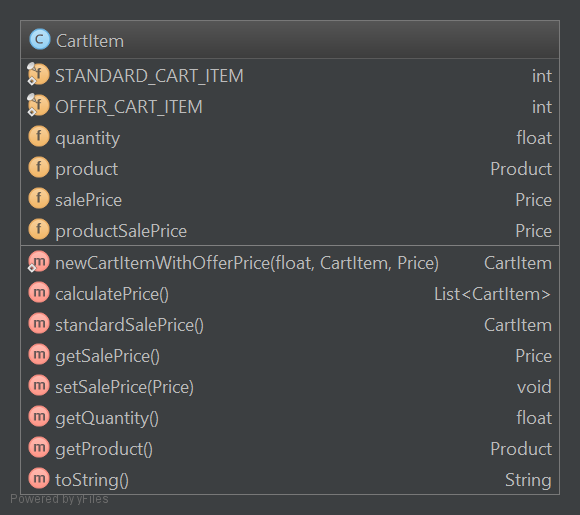 C CartItem
f STANDARD_CART_ITEM int
f OFFER_CART_ITEM int
f quantity float
f product Product
f salePrice Price
f productSalePrice Price
m newCartItemWithOfferPrice(float, CartItem, Price) CartItem
m calculatePrice() List<CartItem>
m standardSalePrice() CartItem
m getSalePrice() Price
m setSalePrice(Price) void
m getQuantity() float
m getProduct() Product
m toString() String
Powered by yFiles